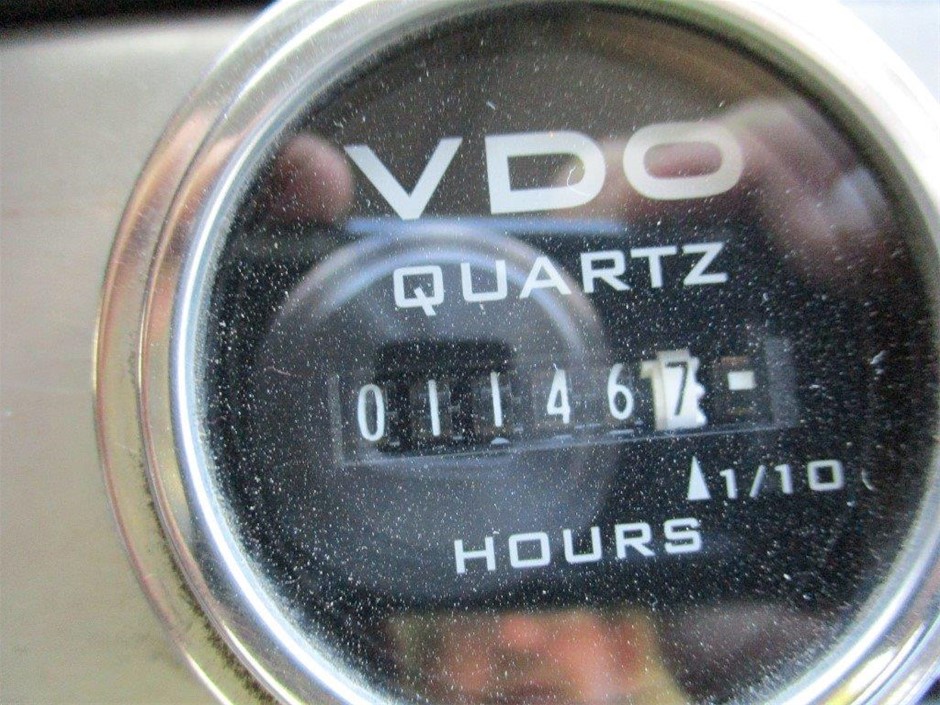 VDO
QUARTZ
011467
1/10
HOURS